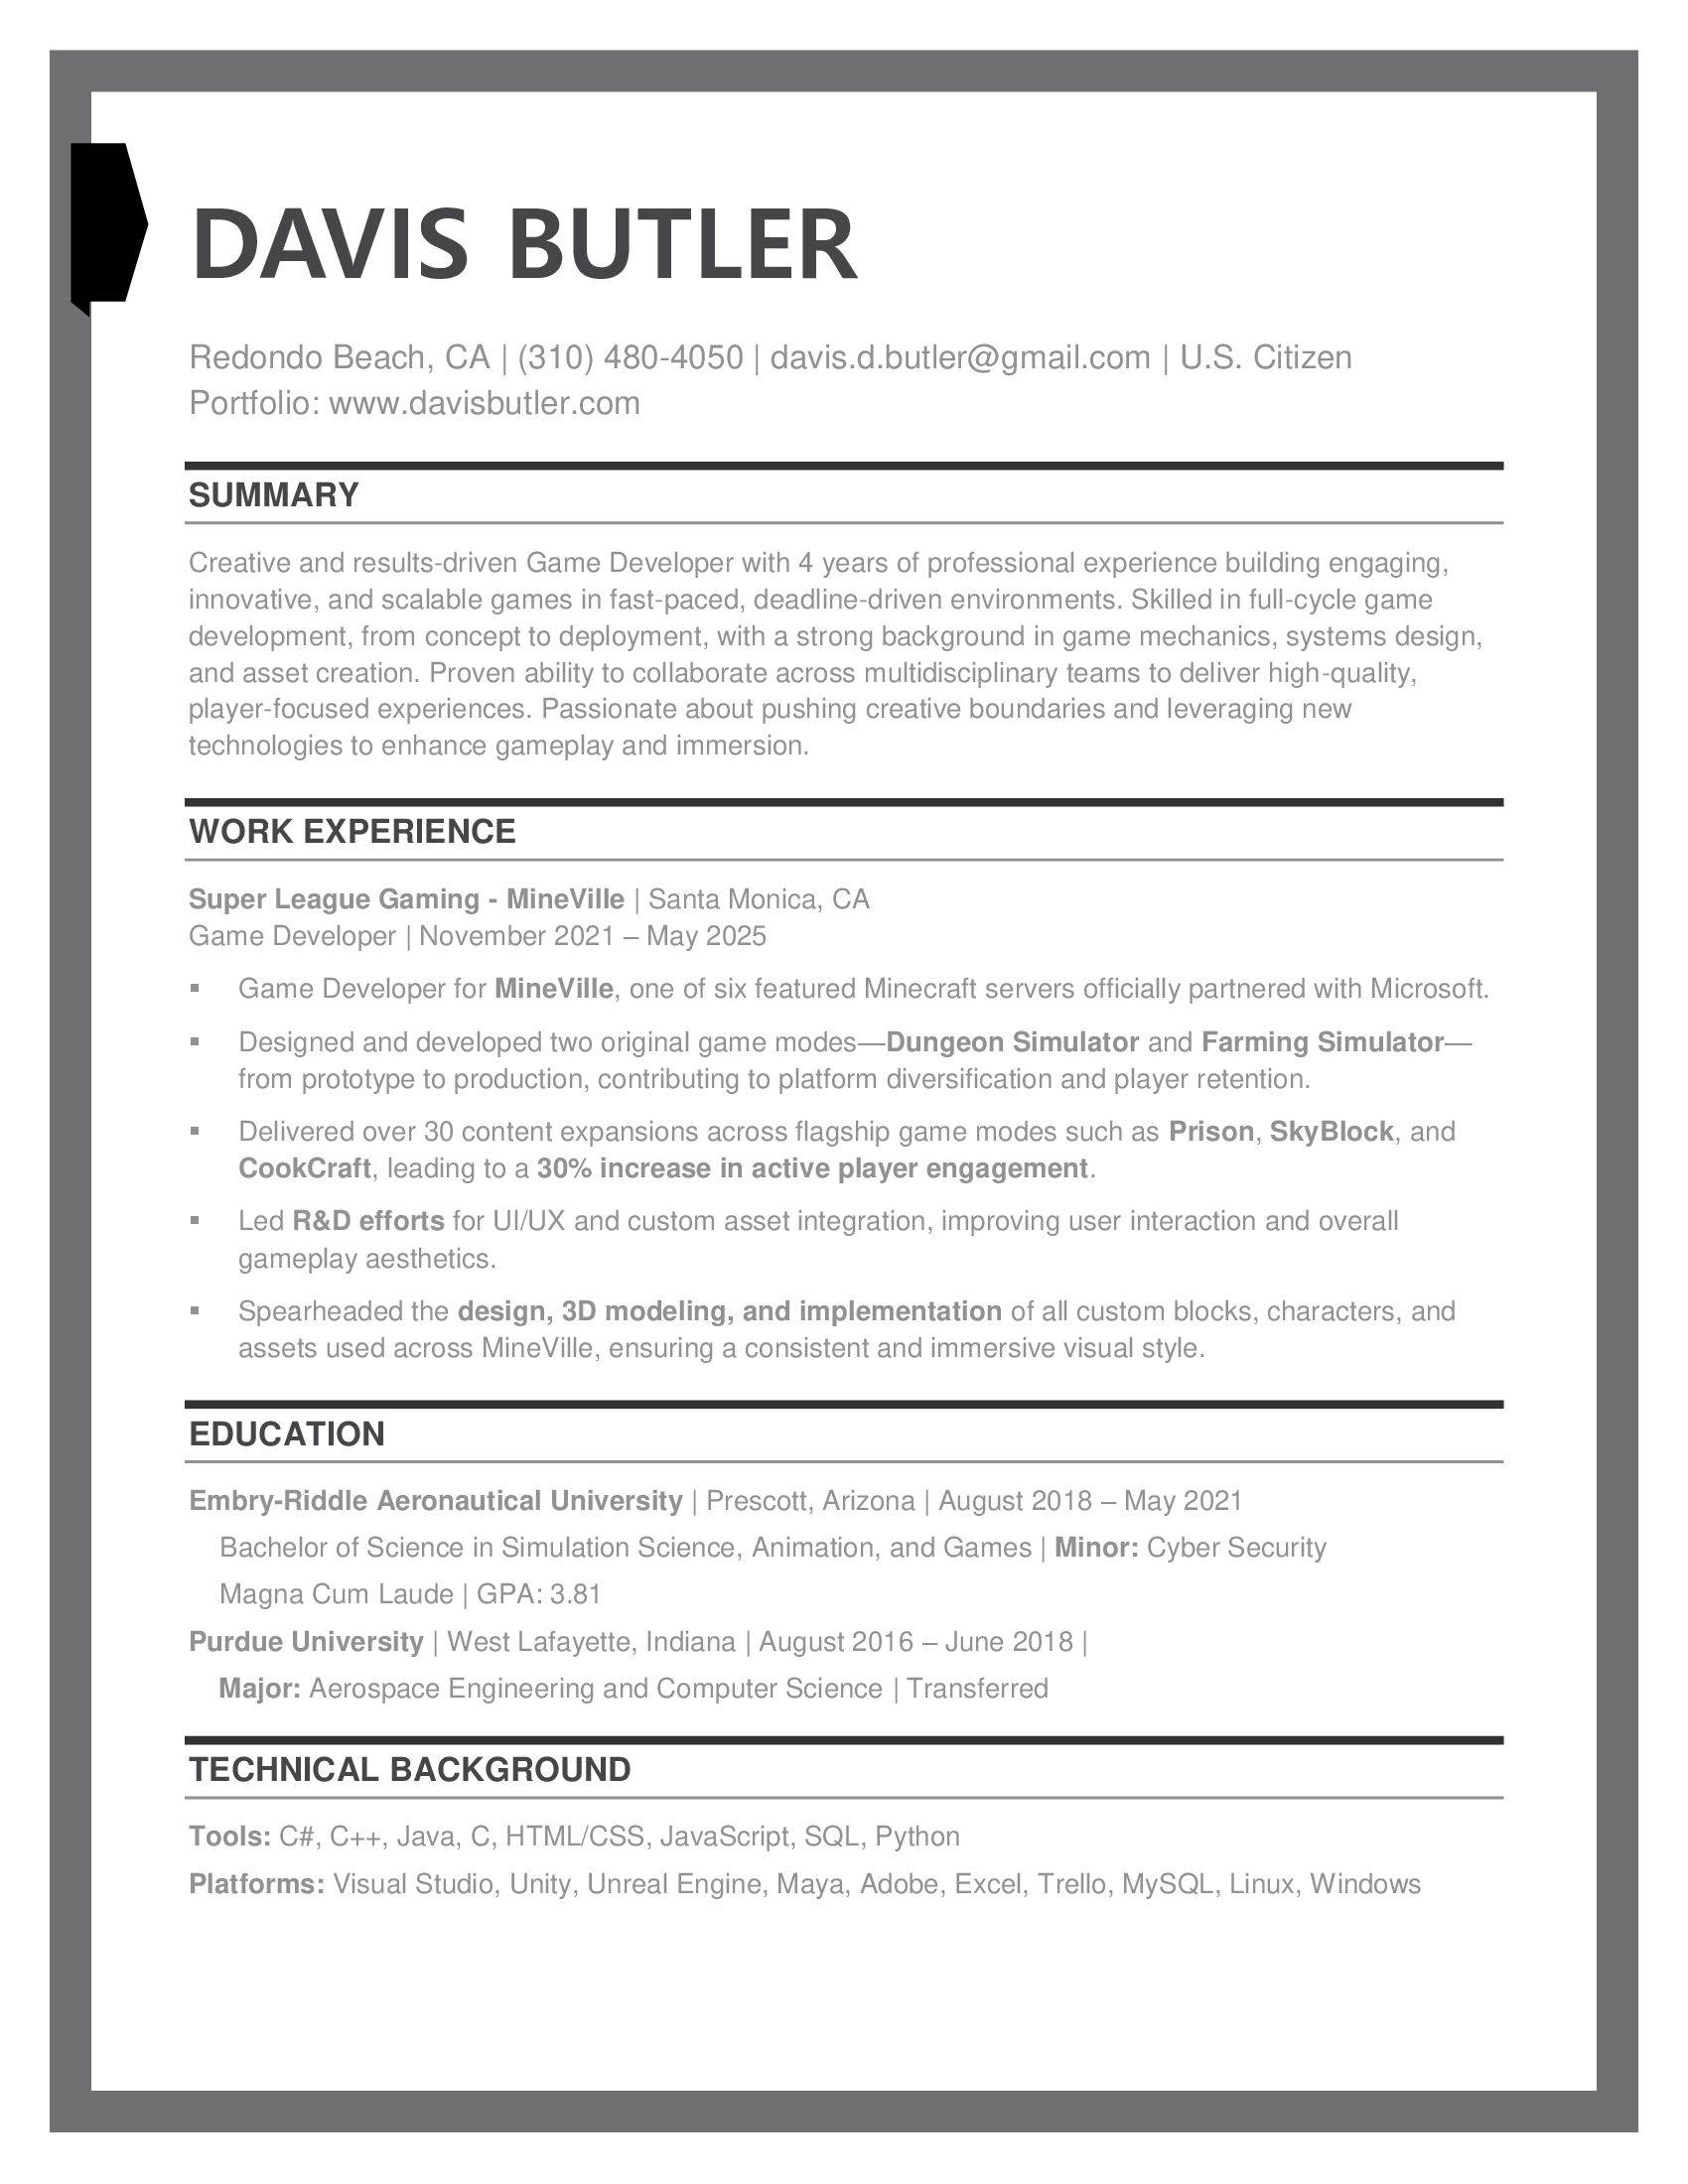 DAVIS BUTLER
Redondo Beach, CA | (310) 480-4050 | davis.d.butler@gmail.com | U.S. Citizen
Portfolio: www.davisbutler.com
SUMMARY
Creative and results-driven Game Developer with 4 years of professional experience building engaging,
innovative, and scalable games in fast-paced, deadline-driven environments. Skilled in full-cycle game
development, from concept to deployment, with a strong background in game mechanics, systems design,
and asset creation. Proven ability to collaborate across multidisciplinary teams to deliver high-quality,
player-focused experiences. Passionate about pushing creative boundaries and leveraging new
technologies to enhance gameplay and immersion.
WORK EXPERIENCE
Super League Gaming - MineVille | Santa Monica, CA
Game Developer | November 2021 – May 2025
▪ Game Developer for MineVille, one of six featured Minecraft servers officially partnered with Microsoft.
▪ Designed and developed two original game modes—Dungeon Simulator and Farming Simulator—
from prototype to production, contributing to platform diversification and player retention.
▪ Delivered over 30 content expansions across flagship game modes such as Prison, SkyBlock, and
CookCraft, leading to a 30% increase in active player engagement.
▪ Led R&D efforts for UI/UX and custom asset integration, improving user interaction and overall
gameplay aesthetics.
▪ Spearheaded the design, 3D modeling, and implementation of all custom blocks, characters, and
assets used across MineVille, ensuring a consistent and immersive visual style.
EDUCATION
Embry-Riddle Aeronautical University | Prescott, Arizona | August 2018 – May 2021
Bachelor of Science in Simulation Science, Animation, and Games | Minor: Cyber Security
Magna Cum Laude | GPA: 3.81
Purdue University | West Lafayette, Indiana | August 2016 – June 2018 |
Major: Aerospace Engineering and Computer Science | Transferred
TECHNICAL BACKGROUND
Tools: C#, C++, Java, C, HTML/CSS, JavaScript, SQL, Python
Platforms: Visual Studio, Unity, Unreal Engine, Maya, Adobe, Excel, Trello, MySQL, Linux, Windows